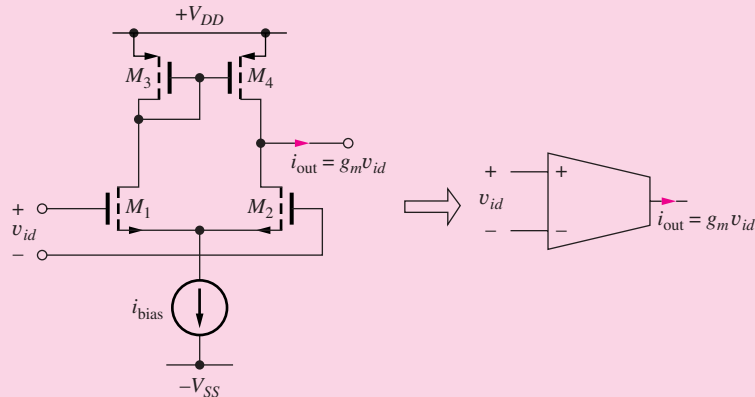 +V_DD
M_3
M_4
i_out = g_m v_id
+
v_id
−
M_1
M_2
i_bias
−V_SS
+
v_id
−
+
−
i_out = g_m v_id